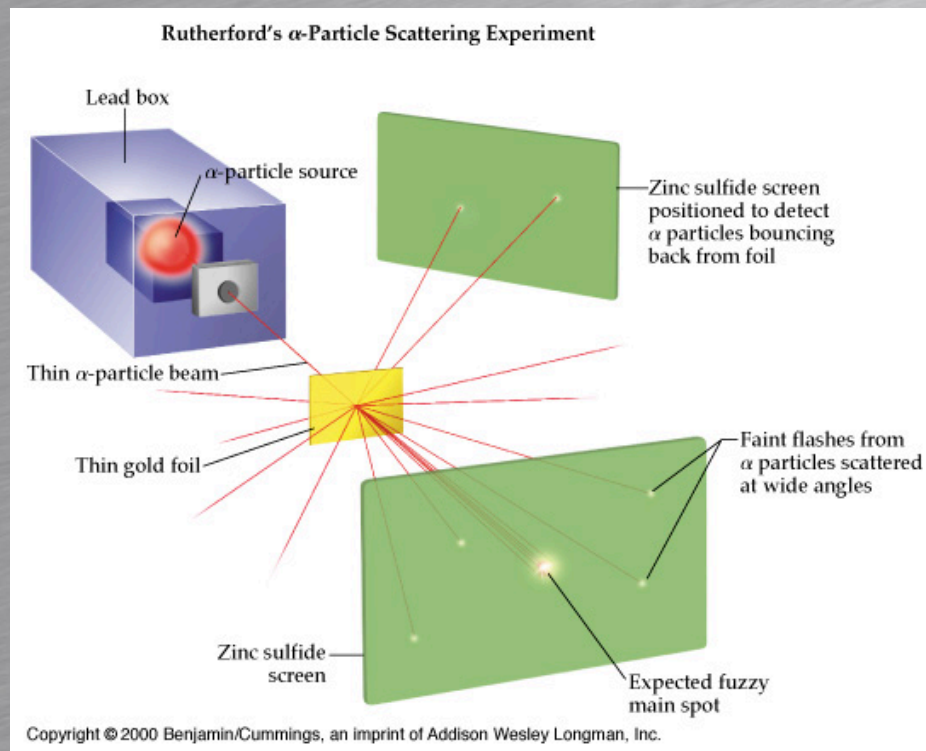 Rutherford's α-Particle Scattering Experiment
Lead box
α-particle source
Zinc sulfide screen
positioned to detect
α particles bouncing
back from foil
Thin α-particle beam
Thin gold foil
Faint flashes from
α particles scattered
at wide angles
Zinc sulfide
screen
Expected fuzzy
main spot
Copyright © 2000 Benjamin/Cummings, an imprint of Addison Wesley Longman, Inc.